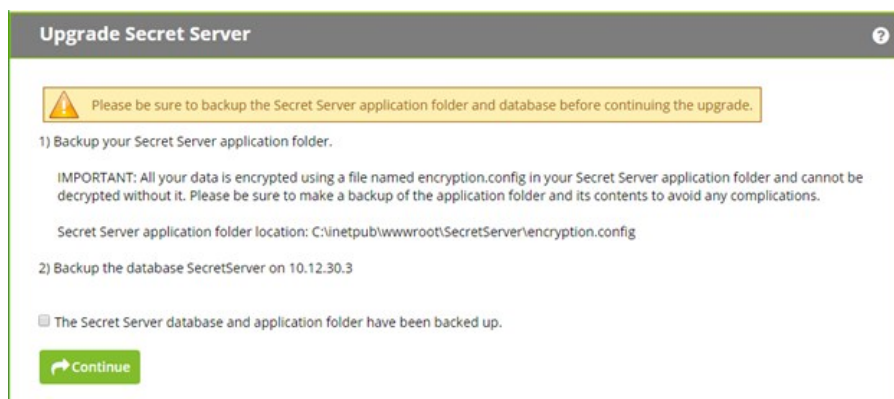 Upgrade Secret Server
?
Please be sure to backup the Secret Server application folder and database before continuing the upgrade.
1) Backup your Secret Server application folder.
IMPORTANT: All your data is encrypted using a file named encryption.config in your Secret Server application folder and cannot be
decrypted without it. Please be sure to make a backup of the application folder and its contents to avoid any complications.
Secret Server application folder location: C:\inetpub\wwwroot\SecretServer\encryption.config
2) Backup the database SecretServer on 10.12.30.3
The Secret Server database and application folder have been backed up.
Continue